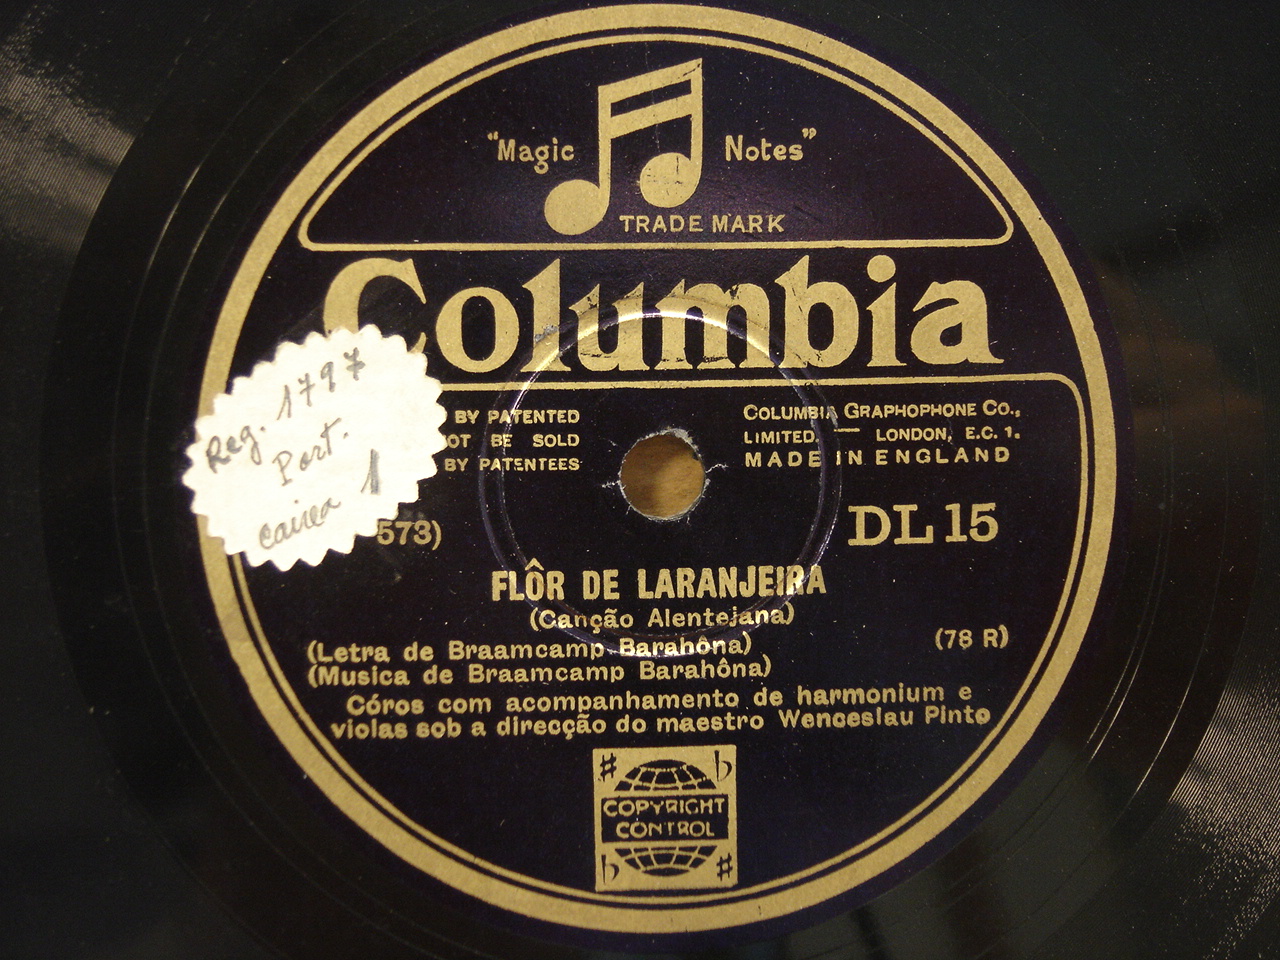 “Magic Notes”
TRADE MARK
Columbia
Reg. 1797
Port.
caixa 1
BY PATENTED
BE SOLD
BY PATENTEES
COLUMBIA GRAPHOPHONE CO.,
LIMITED. — LONDON, E.C. 1.
MADE IN ENGLAND
573)
DL 15
FLÔR DE LARANJEIRA
(Canção Alentejana)
(78 R)
(Letra de Braamcamp Barahôna)
(Musica de Braamcamp Barahôna)
Córos com acompanhamento de harmonium e
violas sob a direcção do maestro Wenceslau Pinto
COPYRIGHT
CONTROL